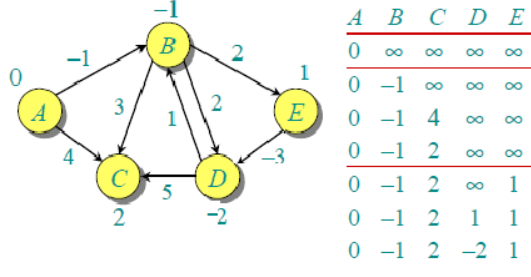 −1
B
−1
2
0
1
A
3
1
2
E
4
−3
C
5
D
2
−2
A B C D E
0 ∞ ∞ ∞ ∞
0 −1 ∞ ∞ ∞
0 −1 4 ∞ ∞
0 −1 2 ∞ ∞
0 −1 2 ∞ 1
0 −1 2 1 1
0 −1 2 −2 1